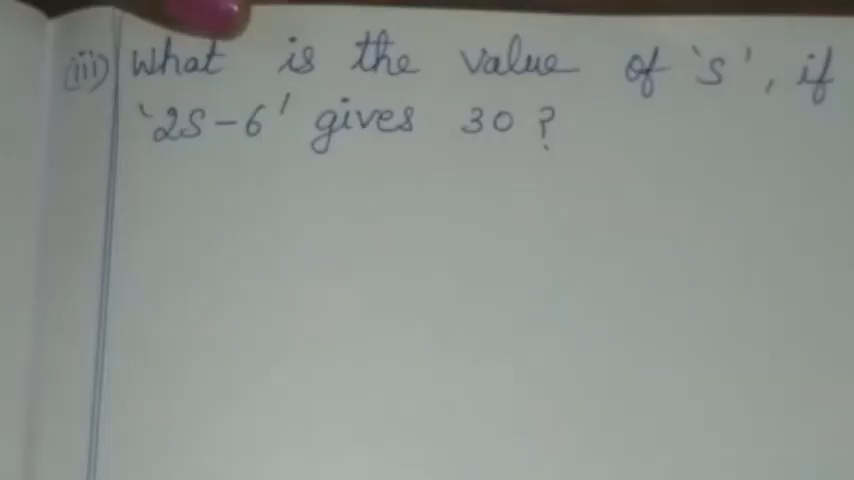 (iii) What is the value of 's', if
'2s-6' gives 30?